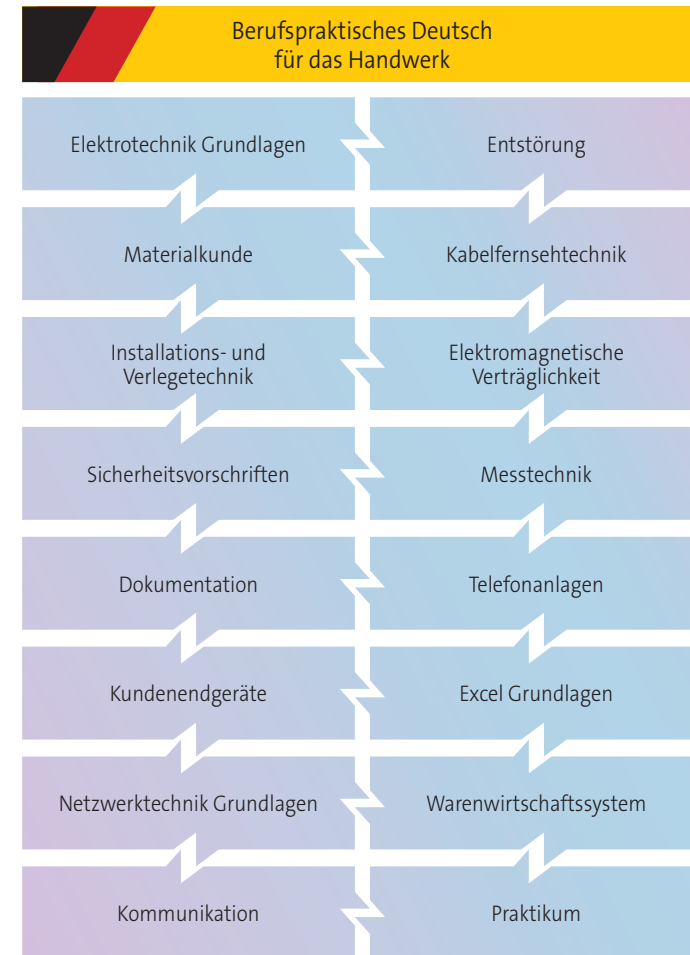 Berufspraktisches Deutsch
für das Handwerk
Elektrotechnik Grundlagen
Entstörung
Materialkunde
Kabelfernsehtechnik
Installations- und
Verlegetechnik
Elektromagnetische
Verträglichkeit
Sicherheitsvorschriften
Messtechnik
Dokumentation
Telefonanlagen
Kundenendgeräte
Excel Grundlagen
Netzwerktechnik Grundlagen
Warenwirtschaftssystem
Kommunikation
Praktikum